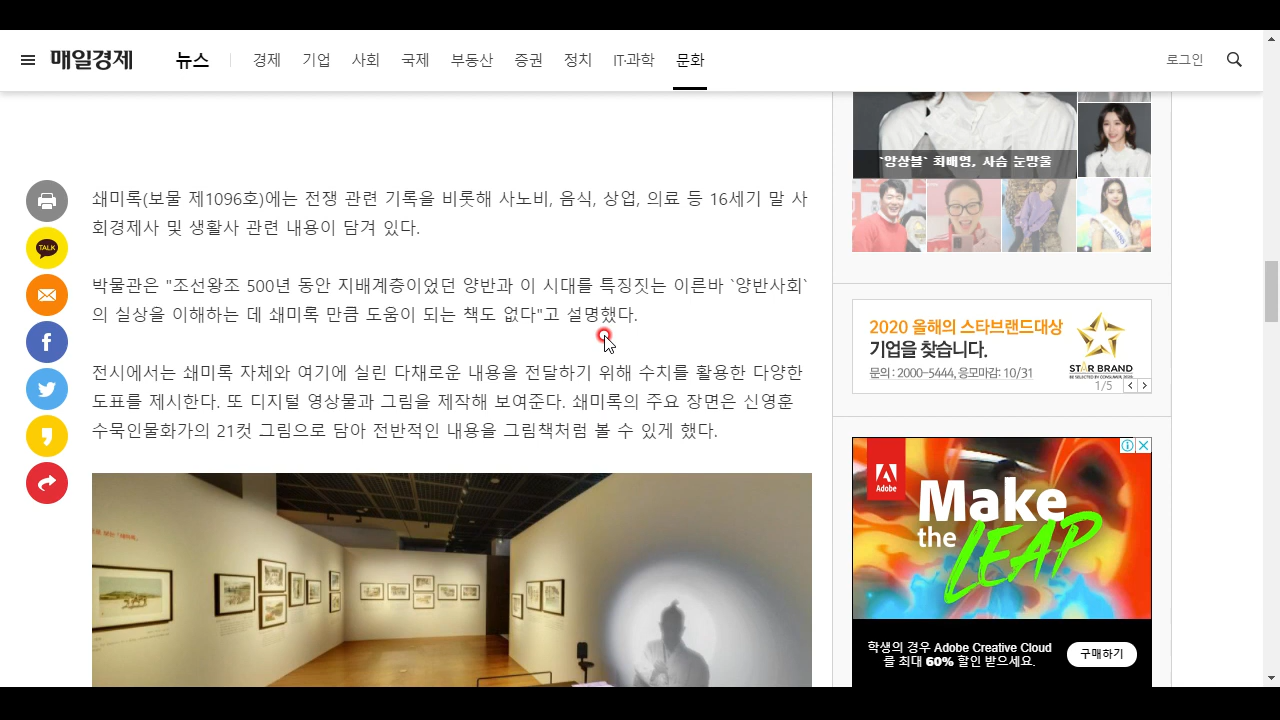 매일경제
뉴스
경제
기업
사회
국제
부동산
증권
정치
IT·과학
문화
로그인
쇄미록(보물 제1096호)에는 전쟁 관련 기록을 비롯해 사노비, 음식, 상업, 의료 등 16세기 말 사
회경제사 및 생활사 관련 내용이 담겨 있다.
박물관은 "조선왕조 500년 동안 지배계층이었던 양반과 이 시대를 특징짓는 이른바 `양반사회`
의 실상을 이해하는 데 쇄미록 만큼 도움이 되는 책도 없다"고 설명했다.
전시에서는 쇄미록 자체와 여기에 실린 다채로운 내용을 전달하기 위해 수치를 활용한 다양한
도표를 제시한다. 또 디지털 영상물과 그림을 제작해 보여준다. 쇄미록의 주요 장면은 신영훈
수묵인물화가의 21컷 그림으로 담아 전반적인 내용을 그림책처럼 볼 수 있게 했다.
TALK
`앙상블` 최배영, 사슴 눈망울
2020 올해의 스타브랜드대상
기업을 찾습니다.
문의 : 2000-5444, 응모마감: 10/31
STAR BRAND
1/5
Adobe
Make
the LEAP
학생의 경우 Adobe Creative Cloud
를 최대 60% 할인 받으세요.
구매하기